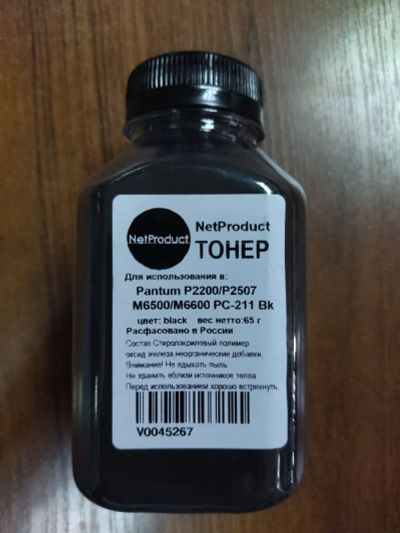 NetProduct
NetProduct
ТОНЕР
Для использования в:
Pantum P2200/P2507
M6500/M6600 PC-211 Bk
цвет: black вес нетто:65 г
Расфасовано в России
Состав Стиролакриловый полимер
оксид железа.неорганические добавки.
Внимание! Не вдыхать пыль.
Не хранить вблизи источников тепла
Перед использованием хорошо встряхнуть.
V0045267